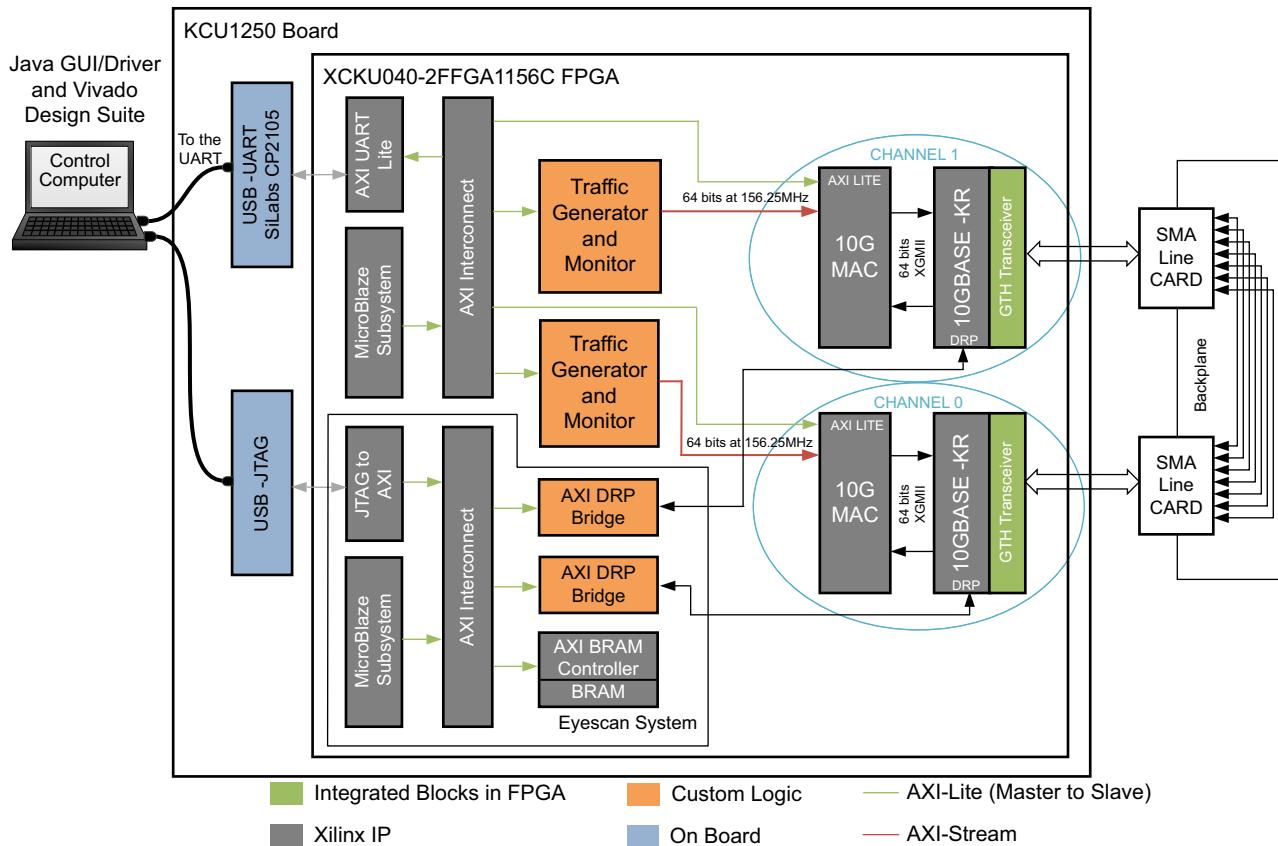 KCU1250 Board
Java GUI/Driver
and Vivado
Design Suite
Control
Computer
To the
UART
USB -UART
SiLabs CP2105
USB -JTAG
XCKU040-2FFGA1156C FPGA
AXI UART
Lite
MicroBlaze
Subsystem
AXI Interconnect
Traffic
Generator
and
Monitor
64 bits at 156.25MHz
Traffic
Generator
and
Monitor
64 bits at 156.25MHz
CHANNEL 1
AXI LITE
10G
MAC
64 bits
XGMII
10GBASE -KR
DRP
GTH Transceiver
CHANNEL 0
AXI LITE
10G
MAC
64 bits
XGMII
10GBASE -KR
DRP
GTH Transceiver
SMA
Line
CARD
Backplane
SMA
Line
CARD
JTAG to
AXI
MicroBlaze
Subsystem
AXI Interconnect
AXI DRP
Bridge
AXI DRP
Bridge
AXI BRAM
Controller
BRAM
Eyescan System
Integrated Blocks in FPGA
Custom Logic
AXI-Lite (Master to Slave)
Xilinx IP
On Board
AXI-Stream